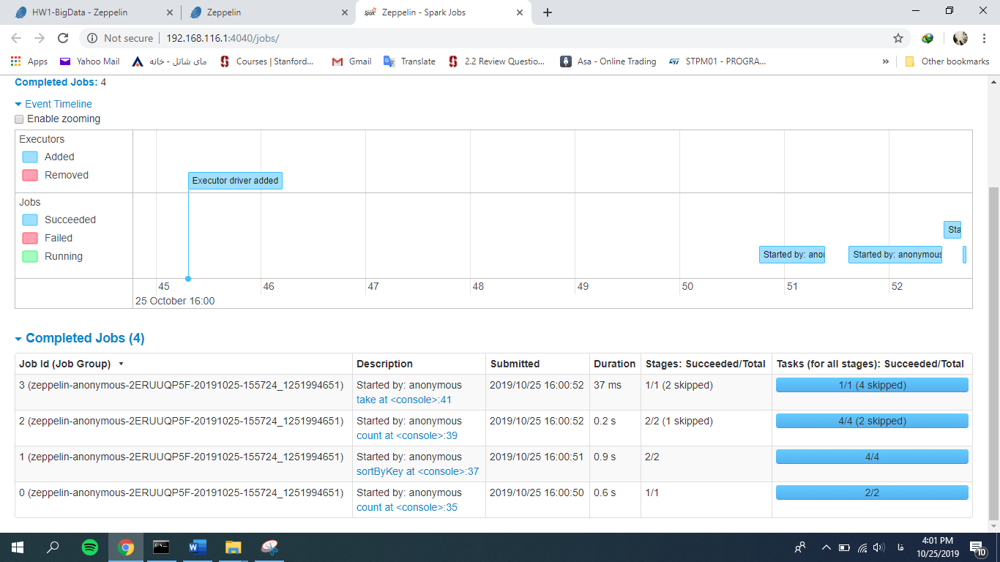 HW1-BigData - Zeppelin
Zeppelin
Zeppelin - Spark Jobs
Not secure
192.168.116.1:4040/jobs/
Apps
Yahoo Mail
مای شاتل - خانه
Courses | Stanford...
Gmail
Translate
2.2 Review Questio...
Asa - Online Trading
STPM01 - PROGRA...
»
Other bookmarks
Completed Jobs: 4
Event Timeline
Enable zooming
Executors
Added
Removed
Executor driver added
Jobs
Succeeded
Failed
Running
Sta
Started by: anon
Started by: anonymous
45 46 47 48 49 50 51 52
25 October 16:00
Completed Jobs (4)
Job Id (Job Group) Description Submitted Duration Stages: Succeeded/Total Tasks (for all stages): Succeeded/Total
3 (zeppelin-anonymous-2ERUUQP5F-20191025-155724_1251994651) Started by: anonymous 2019/10/25 16:00:52 37 ms 1/1 (2 skipped) 1/1 (4 skipped)
take at <console>:41
2 (zeppelin-anonymous-2ERUUQP5F-20191025-155724_1251994651) Started by: anonymous 2019/10/25 16:00:52 0.2 s 2/2 (1 skipped) 4/4 (2 skipped)
count at <console>:39
1 (zeppelin-anonymous-2ERUUQP5F-20191025-155724_1251994651) Started by: anonymous 2019/10/25 16:00:51 0.9 s 2/2 4/4
sortByKey at <console>:37
0 (zeppelin-anonymous-2ERUUQP5F-20191025-155724_1251994651) Started by: anonymous 2019/10/25 16:00:50 0.6 s 1/1 2/2
count at <console>:35
فا
4:01 PM
10/25/2019
10